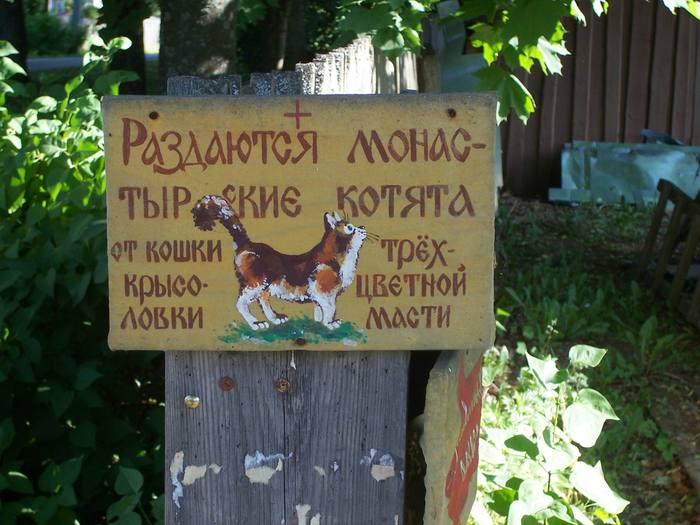 Раздаются монас-
тырские котята
от кошки трёх-
крысо- цветной
ловки масти